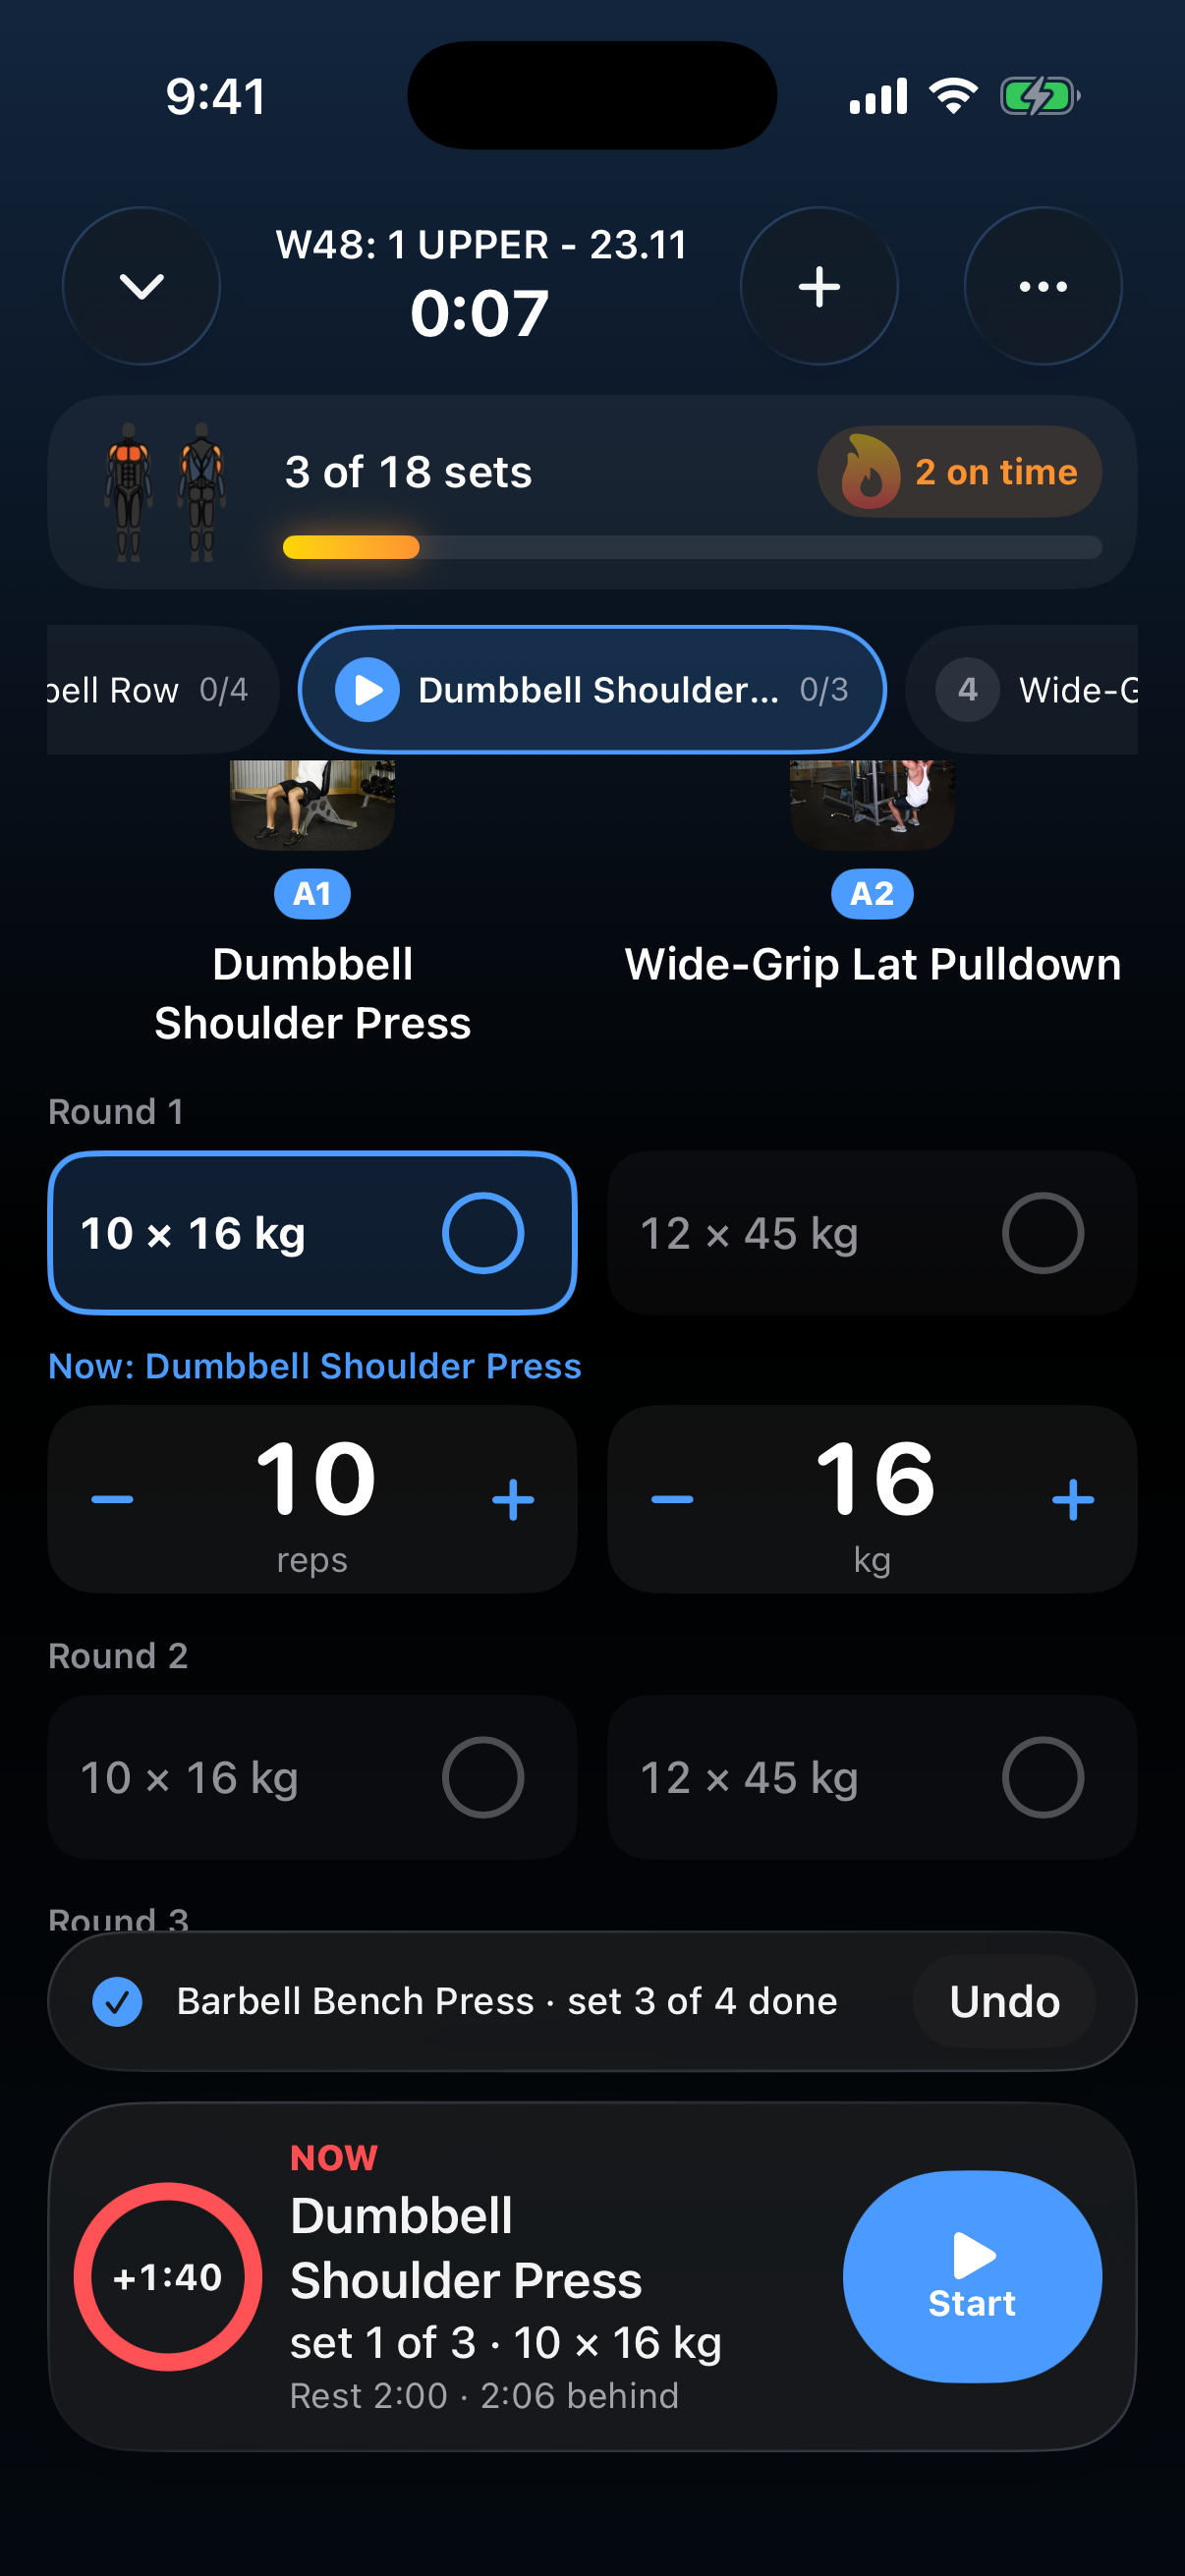 9:41
W48: 1 UPPER - 23.11
0:07
3 of 18 sets
2 on time
bell Row 0/4
Dumbbell Shoulder... 0/3
4 Wide-G
A1
A2
Dumbbell
Shoulder Press
Wide-Grip Lat Pulldown
Round 1
10 × 16 kg
12 × 45 kg
Now: Dumbbell Shoulder Press
10
reps
16
kg
Round 2
10 × 16 kg
12 × 45 kg
Round 3
Barbell Bench Press · set 3 of 4 done
Undo
NOW
Dumbbell
Shoulder Press
set 1 of 3 · 10 × 16 kg
Rest 2:00 · 2:06 behind
+1:40
Start